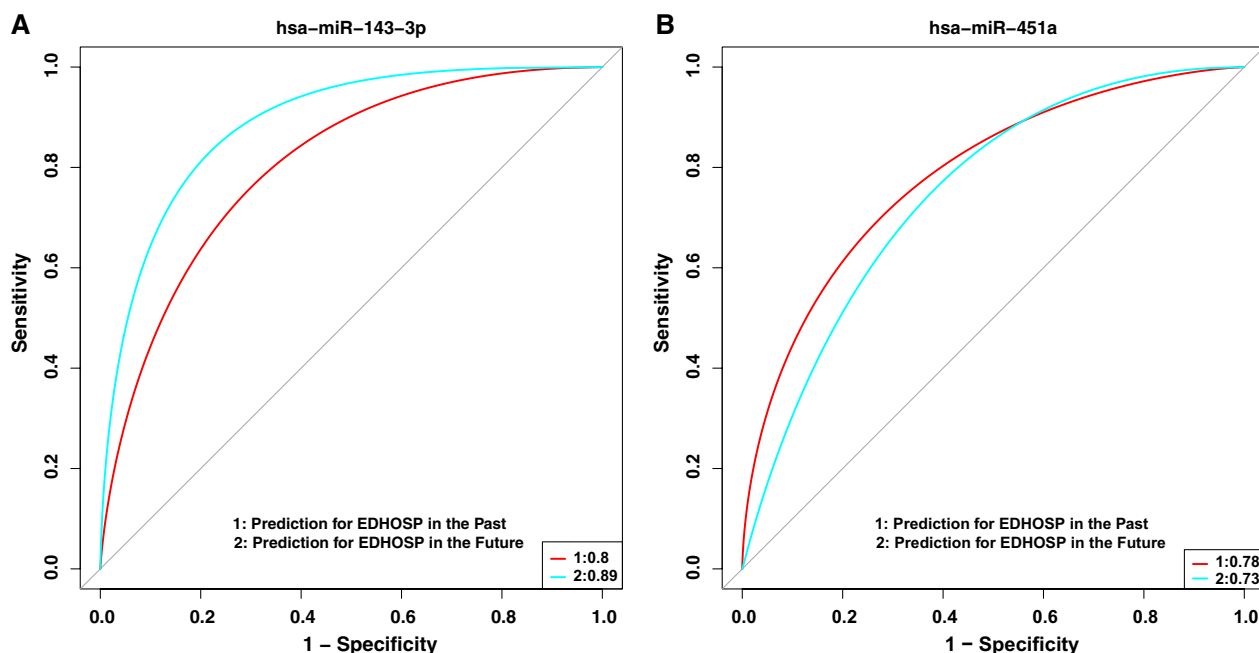 A
hsa−miR−143−3p
Sensitivity
1.0
0.8
0.6
0.4
0.2
0.0
1: Prediction for EDHOSP in the Past
2: Prediction for EDHOSP in the Future
1:0.8
2:0.89
0.0 0.2 0.4 0.6 0.8 1.0
1 − Specificity
B
hsa−miR−451a
Sensitivity
1.0
0.8
0.6
0.4
0.2
0.0
1: Prediction for EDHOSP in the Past
2: Prediction for EDHOSP in the Future
1:0.78
2:0.73
0.0 0.2 0.4 0.6 0.8 1.0
1 − Specificity